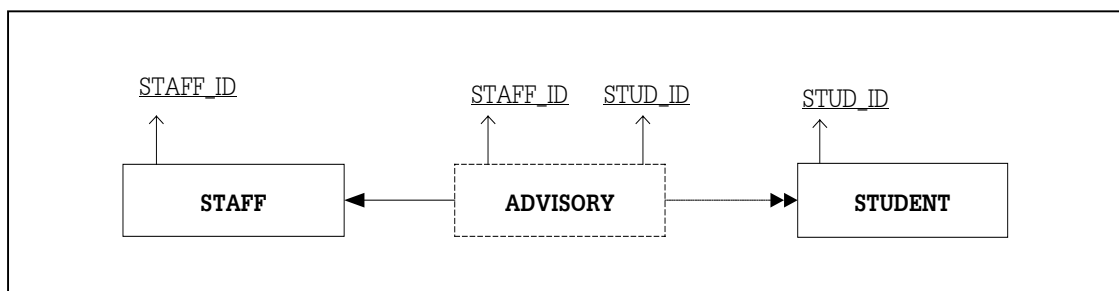 STAFF_ID STAFF_ID STUD_ID STUD_ID
STAFF ADVISORY STUDENT